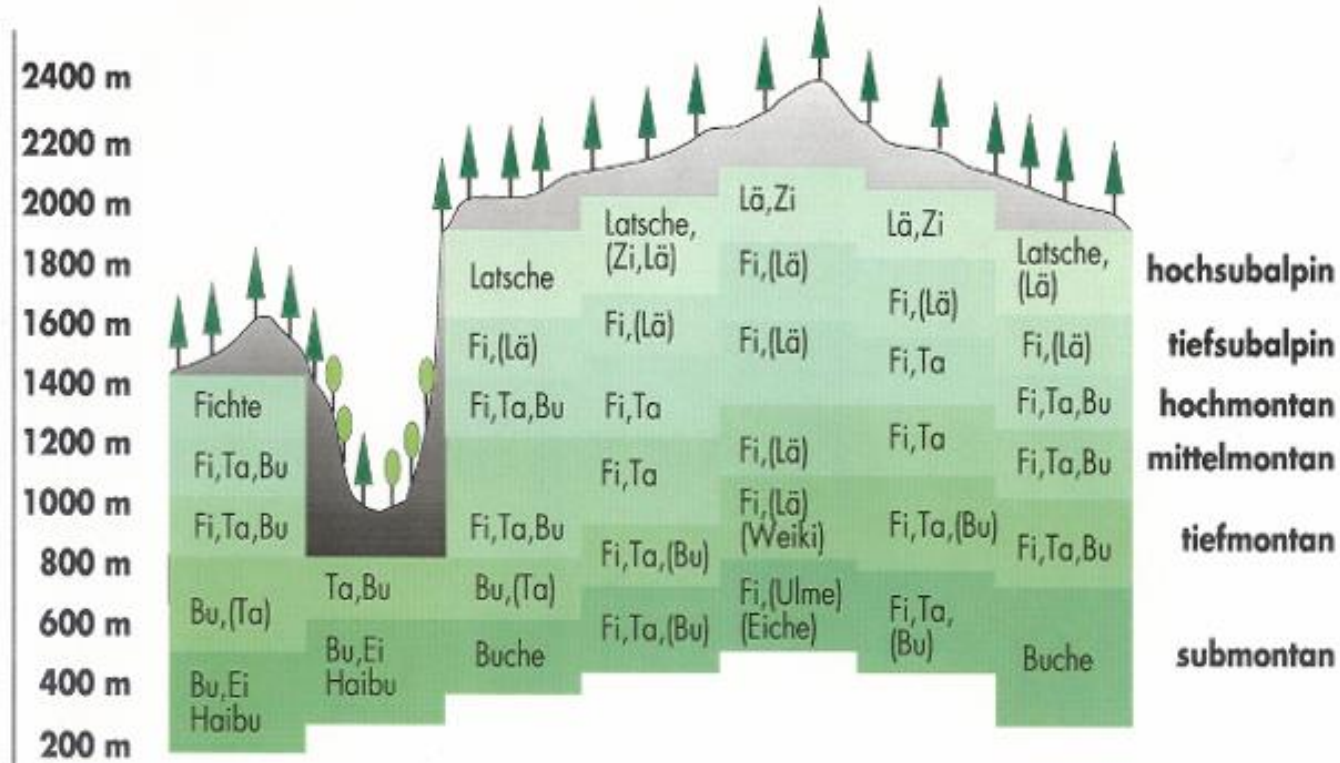 2400 m
2200 m
2000 m
1800 m
1600 m
1400 m
1200 m
1000 m
800 m
600 m
400 m
200 m
Fichte
Fi,Ta,Bu
Fi,Ta,Bu
Bu,(Ta)
Bu,Ei
Haibu
Ta,Bu
Bu,Ei
Haibu
Latsche
Fi,(Lä)
Fi,Ta,Bu
Fi,Ta,Bu
Bu,(Ta)
Buche
Latsche,
(Zi,Lä)
Fi,(Lä)
Fi,Ta
Fi,Ta
Fi,Ta,(Bu)
Fi,Ta,(Bu)
Lä,Zi
Fi,(Lä)
Fi,(Lä)
Fi,(Lä)
Fi,(Lä)
(Weiki)
Fi,(Ulme)
(Eiche)
Lä,Zi
Fi,(Lä)
Fi,Ta
Fi,Ta
Fi,Ta,(Bu)
Fi,Ta,
(Bu)
Latsche,
(Lä)
Fi,(Lä)
Fi,Ta,Bu
Fi,Ta,Bu
Fi,Ta,Bu
Buche
hochsubalpin
tiefsubalpin
hochmontan
mittelmontan
tiefmontan
submontan